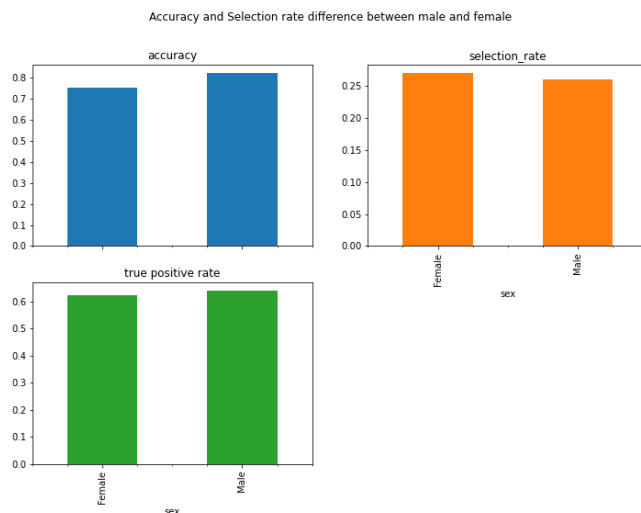 Accuracy and Selection rate difference between male and female
accuracy
0.8
0.7
0.6
0.5
0.4
0.3
0.2
0.1
0.0
selection_rate
0.25
0.20
0.15
0.10
0.05
0.00
Female
Male
sex
true positive rate
0.6
0.5
0.4
0.3
0.2
0.1
0.0
Female
Male
sex